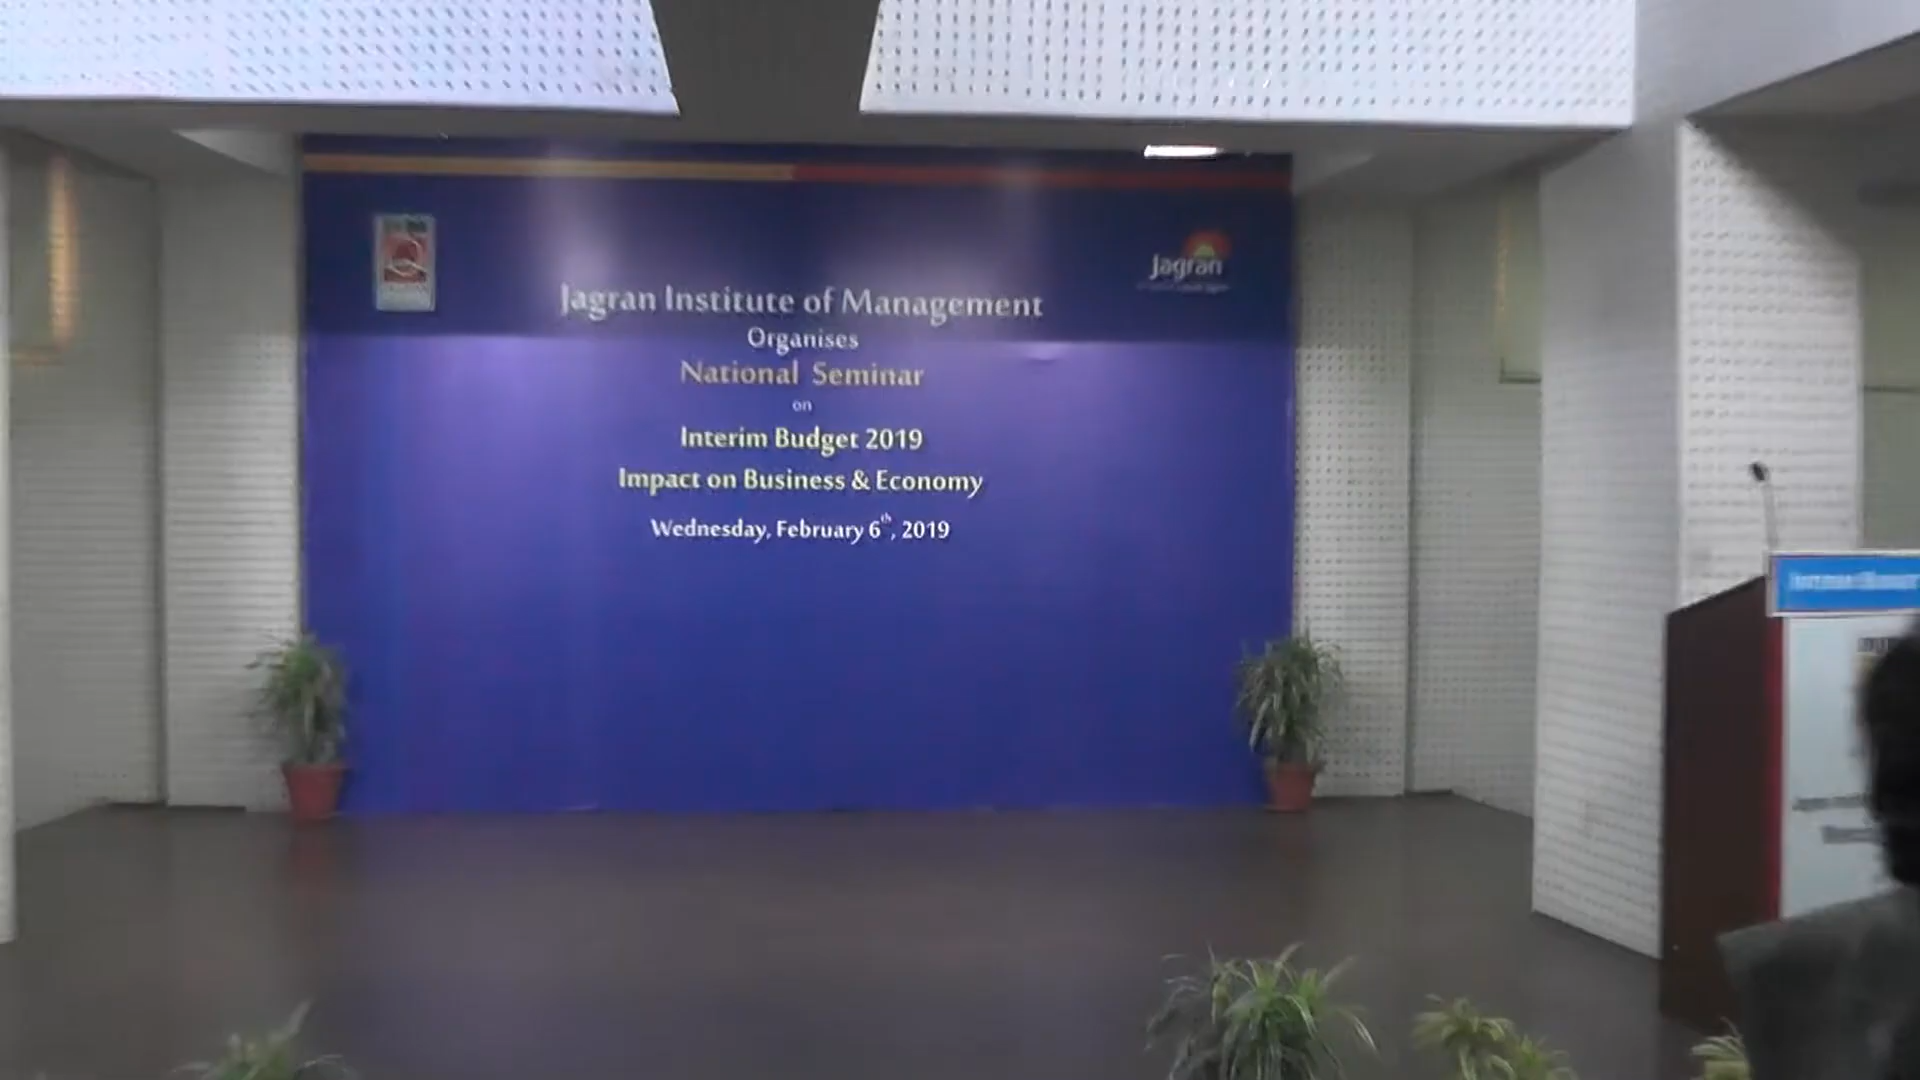 Jagran
Jagran Institute of Management
Organises
National Seminar
on
Interim Budget 2019
Impact on Business & Economy
Wednesday, February 6th, 2019